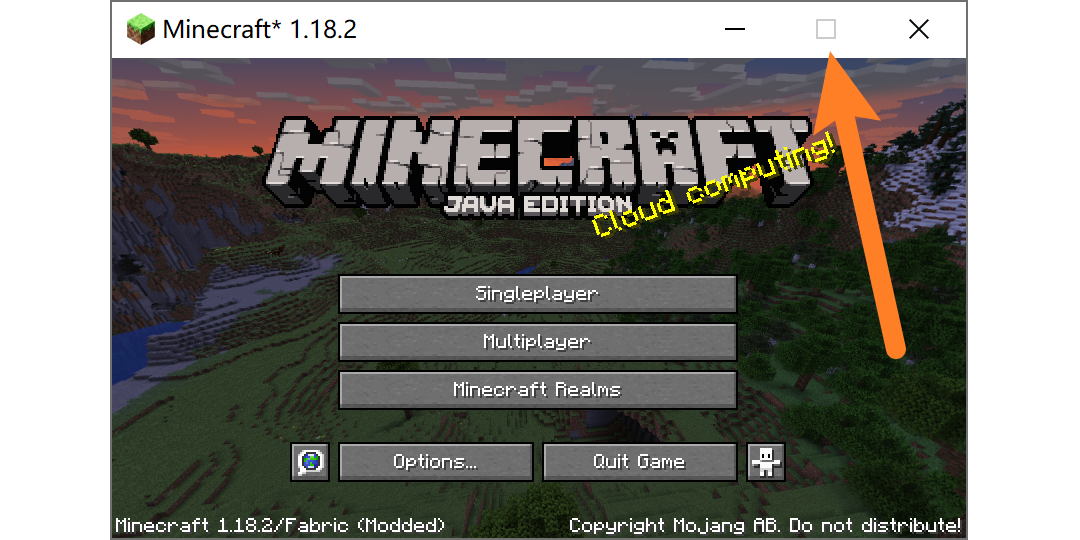 Minecraft* 1.18.2
MINECRAFT
JAVA EDITION
Cloud computing!
Singleplayer
Multiplayer
Minecraft Realms
Options...
Quit Game
Minecraft 1.18.2/Fabric (Modded)
Copyright Mojang AB. Do not distribute!